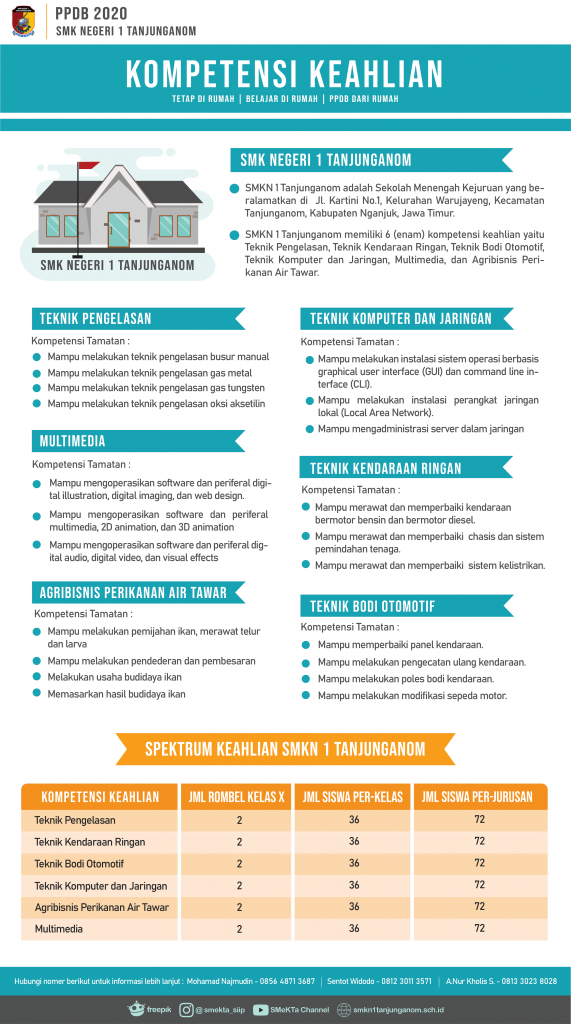 PPDB 2020
SMK NEGERI 1 TANJUNGANOM
KOMPETENSI KEAHLIAN
TETAP DI RUMAH | BELAJAR DI RUMAH | PPDB DARI RUMAH
SMK NEGERI 1 TANJUNGANOM
SMK NEGERI 1 TANJUNGANOM
SMKN 1 Tanjunganom adalah Sekolah Menengah Kejuruan yang be-
ralamatkan di Jl. Kartini No.1, Kelurahan Warujayeng, Kecamatan
Tanjunganom, Kabupaten Nganjuk, Jawa Timur.
SMKN 1 Tanjunganom memiliki 6 (enam) kompetensi keahlian yaitu
Teknik Pengelasan, Teknik Kendaraan Ringan, Teknik Bodi Otomotif,
Teknik Komputer dan Jaringan, Multimedia, dan Agribisnis Peri-
kanan Air Tawar.
TEKNIK PENGELASAN
Kompetensi Tamatan :
Mampu melakukan teknik pengelasan busur manual
Mampu melakukan teknik pengelasan gas metal
Mampu melakukan teknik pengelasan gas tungsten
Mampu melakukan teknik pengelasan oksi aksetilin
MULTIMEDIA
Kompetensi Tamatan :
Mampu mengoperasikan software dan periferal digi-
tal illustration, digital imaging, dan web design.
Mampu mengoperasikan software dan periferal
multimedia, 2D animation, dan 3D animation
Mampu mengoperasikan software dan periferal dig-
ital audio, digital video, dan visual effects
AGRIBISNIS PERIKANAN AIR TAWAR
Kompetensi Tamatan :
Mampu melakukan pemijahan ikan, merawat telur
dan larva
Mampu melakukan pendederan dan pembesaran
Melakukan usaha budidaya ikan
Memasarkan hasil budidaya ikan
TEKNIK KOMPUTER DAN JARINGAN
Kompetensi Tamatan :
Mampu melakukan instalasi sistem operasi berbasis
graphical user interface (GUI) dan command line in-
terface (CLI).
Mampu melakukan instalasi perangkat jaringan
lokal (Local Area Network).
Mampu mengadministrasi server dalam jaringan
TEKNIK KENDARAAN RINGAN
Kompetensi Tamatan :
Mampu merawat dan memperbaiki kendaraan
bermotor bensin dan bermotor diesel.
Mampu merawat dan memperbaiki chasis dan sistem
pemindahan tenaga.
Mampu merawat dan memperbaiki sistem kelistrikan.
TEKNIK BODI OTOMOTIF
Kompetensi Tamatan :
Mampu memperbaiki panel kendaraan.
Mampu melakukan pengecatan ulang kendaraan.
Mampu melakukan poles bodi kendaraan.
Mampu melakukan modifikasi sepeda motor.
SPEKTRUM KEAHLIAN SMKN 1 TANJUNGANOM
KOMPETENSI KEAHLIAN JML ROMBEL KELAS X JML SISWA PER-KELAS JML SISWA PER-JURUSAN
Teknik Pengelasan 2 36 72
Teknik Kendaraan Ringan 2 36 72
Teknik Bodi Otomotif 2 36 72
Teknik Komputer dan Jaringan 2 36 72
Agribisnis Perikanan Air Tawar 2 36 72
Multimedia 2 36 72
Hubungi nomer berikut untuk informasi lebih lanjut : Mohamad Najmudin - 0856 4871 3687 | Sentot Widodo - 0812 3011 3571 | A.Nur Kholis S. - 0813 3023 8028
freepik @smekta_siip SMeKTa Channel smkn1tanjunganom.sch.id